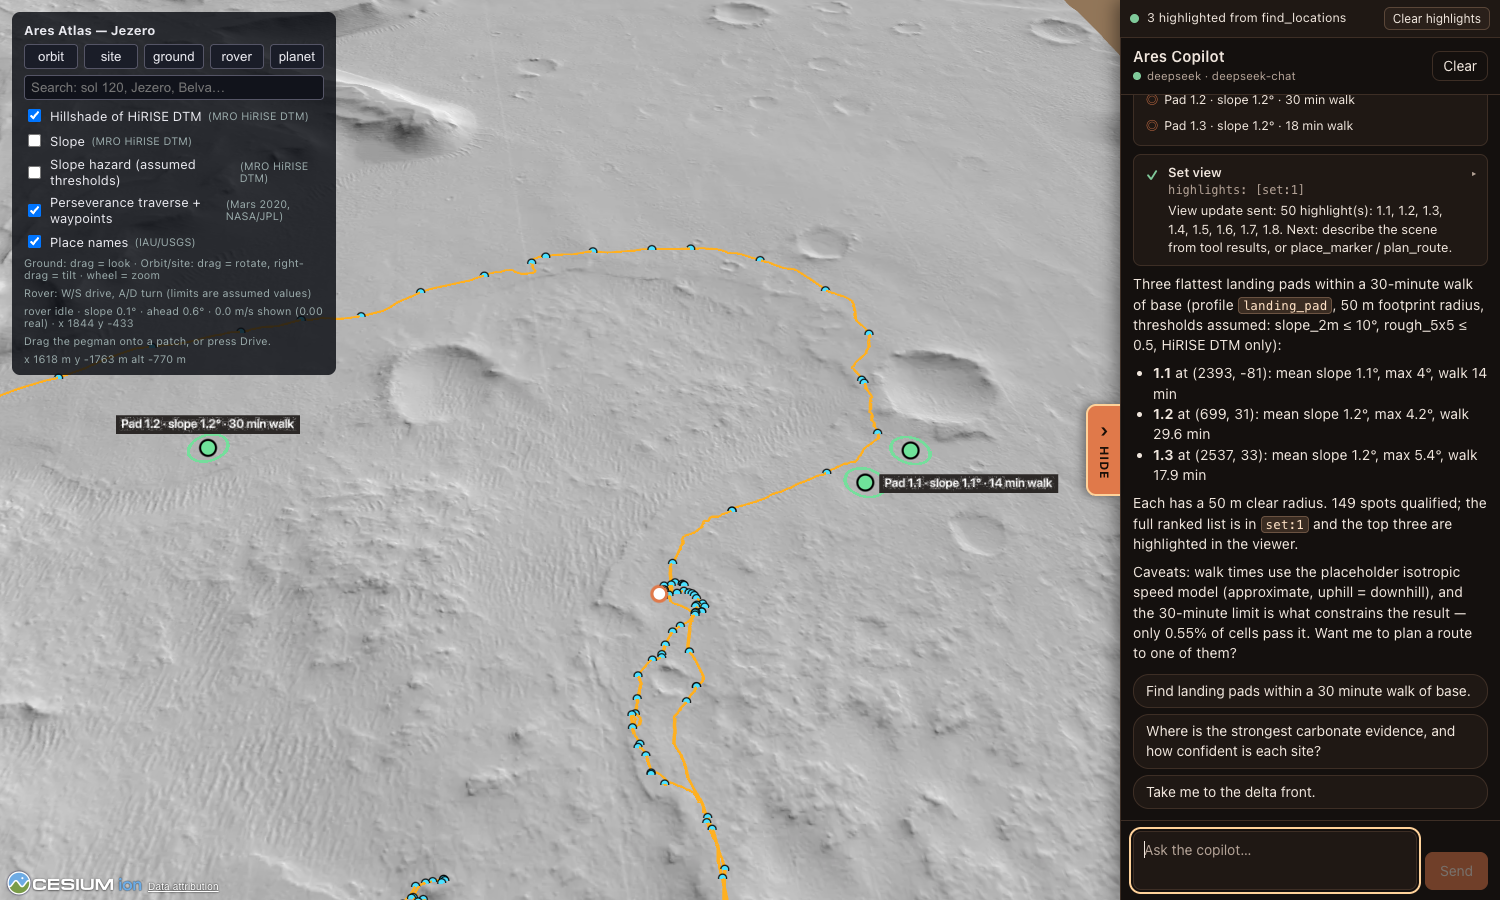 Ares Atlas — Jezero
orbit
site
ground
rover
planet
Search: sol 120, Jezero, Belva…
Hillshade of HiRISE DTM (MRO HiRISE DTM)
Slope (MRO HiRISE DTM)
Slope hazard (assumed thresholds) (MRO HiRISE DTM)
Perseverance traverse + waypoints (Mars 2020, NASA/JPL)
Place names (IAU/USGS)
Ground: drag = look · Orbit/site: drag = rotate, right-
drag = tilt · wheel = zoom
Rover: W/S drive, A/D turn (limits are assumed values)
rover idle · slope 0.1° · ahead 0.6° · 0.0 m/s shown (0.00
real) · x 1844 y -433
Drag the pegman onto a patch, or press Drive.
x 1618 m y -1763 m alt -770 m
Pad 1.2 · slope 1.2° · 30 min walk
Pad 1.1 · slope 1.1° · 14 min walk
CESIUM ion Data attribution
› HIDE
3 highlighted from find_locations
Clear highlights
Ares Copilot
deepseek · deepseek-chat
Clear
Pad 1.2 · slope 1.2° · 30 min walk
Pad 1.3 · slope 1.2° · 18 min walk
Set view
highlights: [set:1]
View update sent: 50 highlight(s): 1.1, 1.2, 1.3,
1.4, 1.5, 1.6, 1.7, 1.8. Next: describe the scene
from tool results, or place_marker / plan_route.
Three flattest landing pads within a 30-minute walk
of base (profile landing_pad, 50 m footprint radius,
thresholds assumed: slope_2m ≤ 10°, rough_5x5 ≤
0.5, HiRISE DTM only):
• 1.1 at (2393, -81): mean slope 1.1°, max 4°, walk 14
min
• 1.2 at (699, 31): mean slope 1.2°, max 4.2°, walk
29.6 min
• 1.3 at (2537, 33): mean slope 1.2°, max 5.4°, walk
17.9 min
Each has a 50 m clear radius. 149 spots qualified; the
full ranked list is in set:1 and the top three are
highlighted in the viewer.
Caveats: walk times use the placeholder isotropic
speed model (approximate, uphill = downhill), and
the 30-minute limit is what constrains the result —
only 0.55% of cells pass it. Want me to plan a route
to one of them?
Find landing pads within a 30 minute walk of base.
Where is the strongest carbonate evidence, and
how confident is each site?
Take me to the delta front.
Ask the copilot…
Send